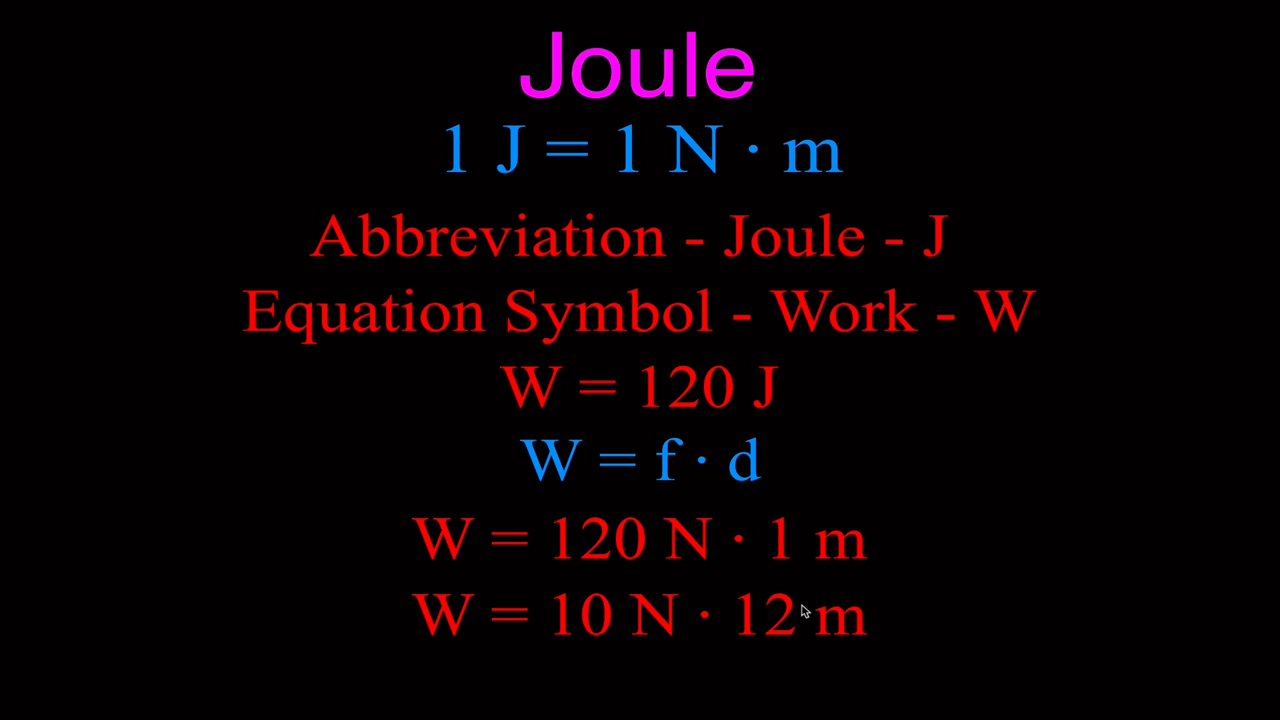 Joule
1 J = 1 N · m
Abbreviation - Joule - J
Equation Symbol - Work - W
W = 120 J
W = f · d
W = 120 N · 1 m
W = 10 N · 12 m